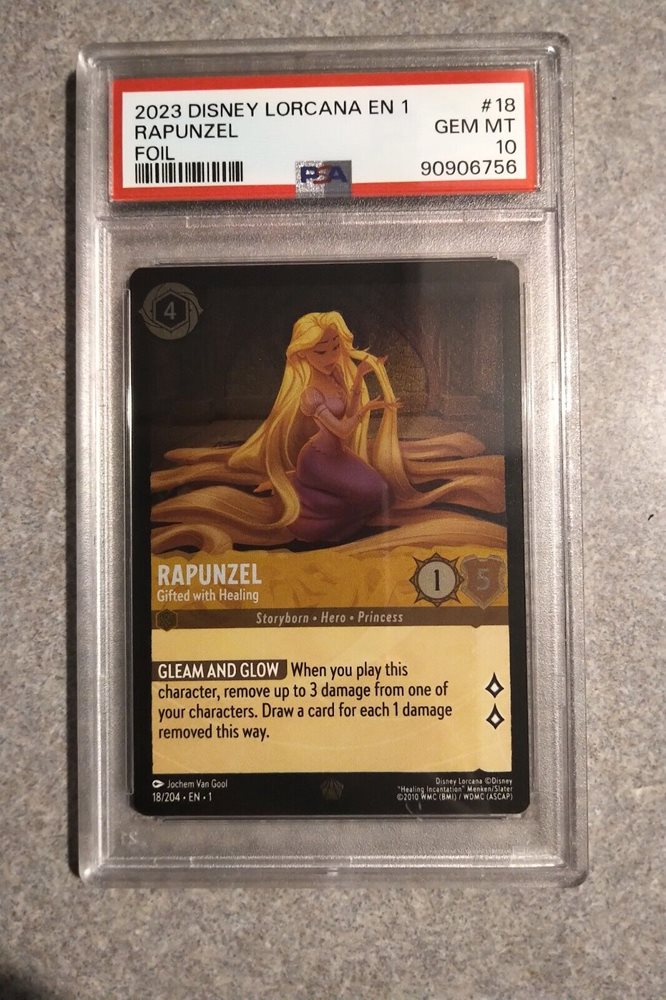 2023 DISNEY LORCANA EN 1 #18
RAPUNZEL GEM MT
FOIL 10
PSA 90906756
4
RAPUNZEL
Gifted with Healing
1 5
Storyborn • Hero • Princess
GLEAM AND GLOW When you play this
character, remove up to 3 damage from one of
your characters. Draw a card for each 1 damage
removed this way.
Jochem Van Gool
18/204 • EN • 1
Disney Lorcana ©Disney
"Healing Incantation" Menken/Slater
©2010 WMC (BMI) / WDMC (ASCAP)